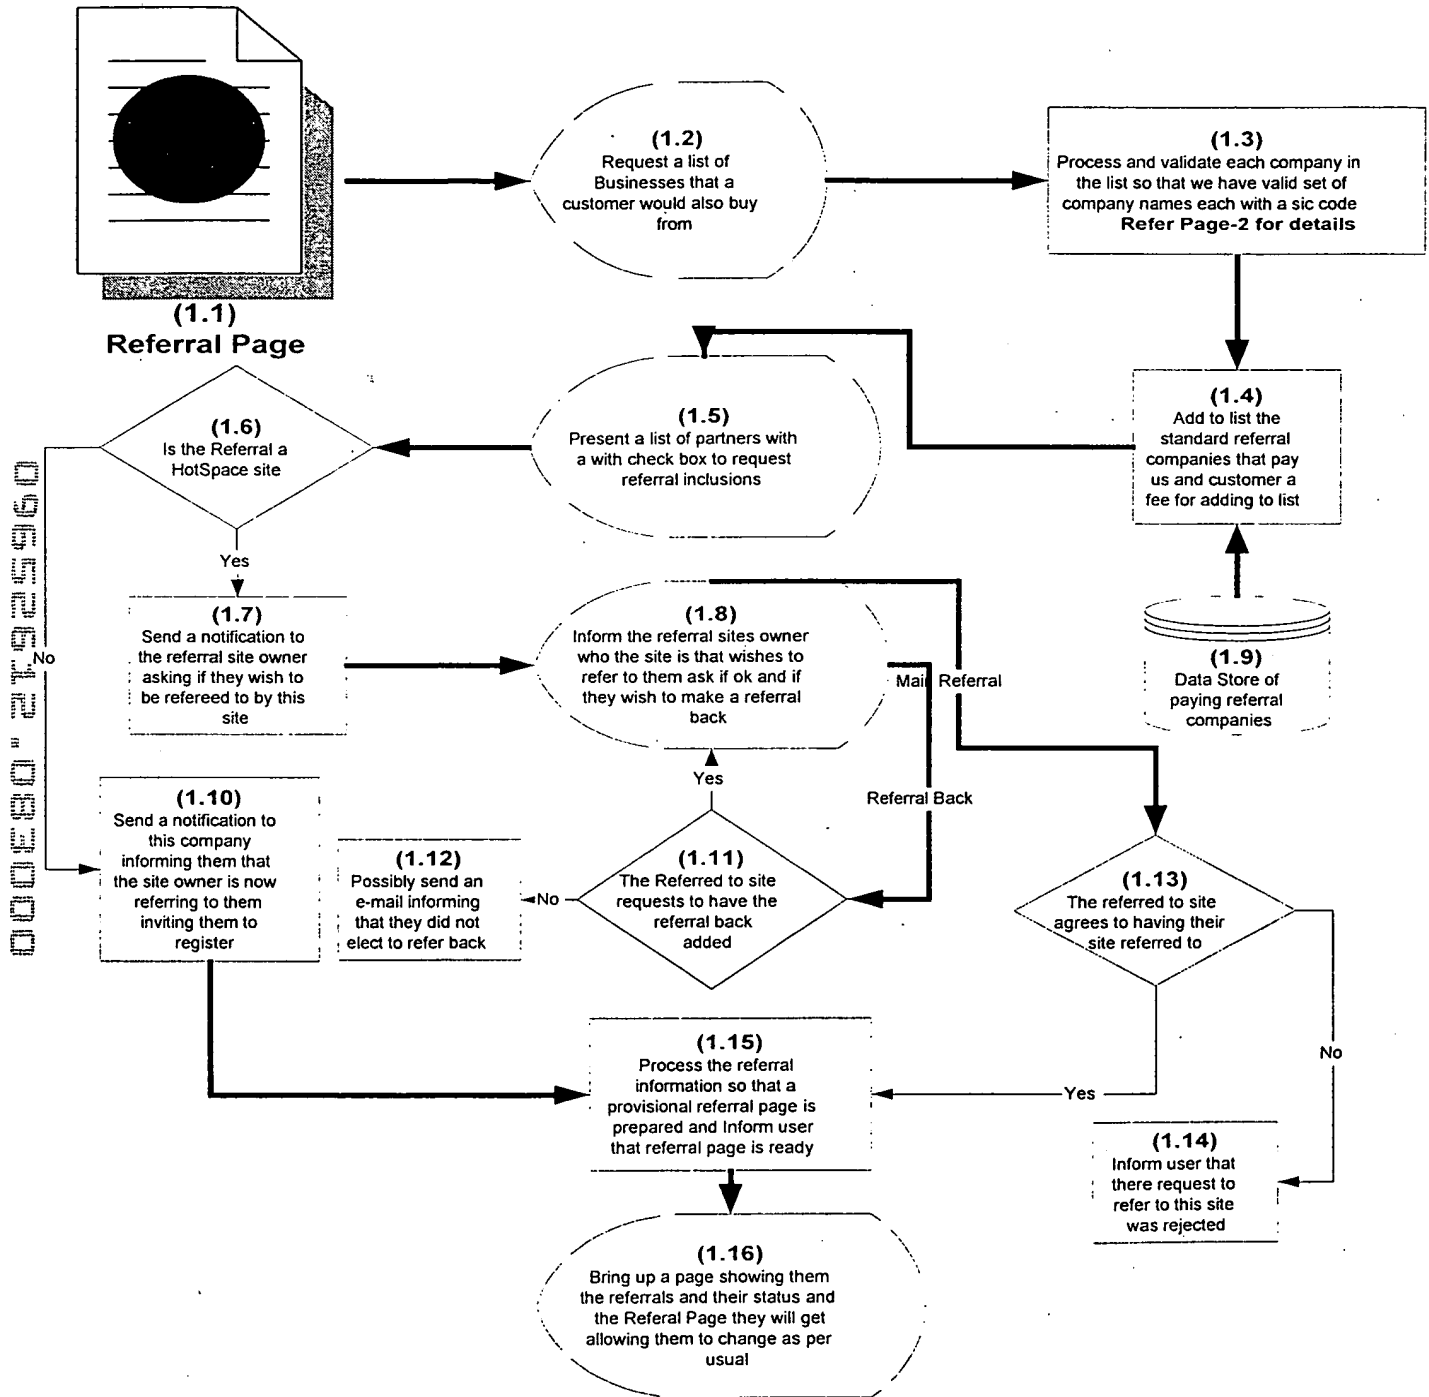 (1.1)
Referral Page
(1.2)
Request a list of
Businesses that a
customer would also buy
from
(1.3)
Process and validate each company in
the list so that we have valid set of
company names each with a sic code
Refer Page-2 for details
(1.4)
Add to list the
standard referral
companies that pay
us and customer a
fee for adding to list
(1.5)
Present a list of partners with
a with check box to request
referral inclusions
(1.6)
Is the Referral a
HotSpace site
Yes
No
(1.7)
Send a notification to
the referral site owner
asking if they wish to
be refereed to by this
site
(1.8)
Inform the referral sites owner
who the site is that wishes to
refer to them ask if ok and if
they wish to make a referral
back
Main Referral
Referral Back
(1.9)
Data Store of
paying referral
companies
(1.10)
Send a notification to
this company
informing them that
the site owner is now
referring to them
inviting them to
register
(1.12)
Possibly send an
e-mail informing
that they did not
elect to refer back
No
Yes
(1.11)
The Referred to site
requests to have the
referral back
added
(1.13)
The referred to site
agrees to having their
site referred to
Yes
No
(1.14)
Inform user that
there request to
refer to this site
was rejected
(1.15)
Process the referral
information so that a
provisional referral page is
prepared and Inform user
that referral page is ready
(1.16)
Bring up a page showing them
the referrals and their status and
the Referal Page they will get
allowing them to change as per
usual